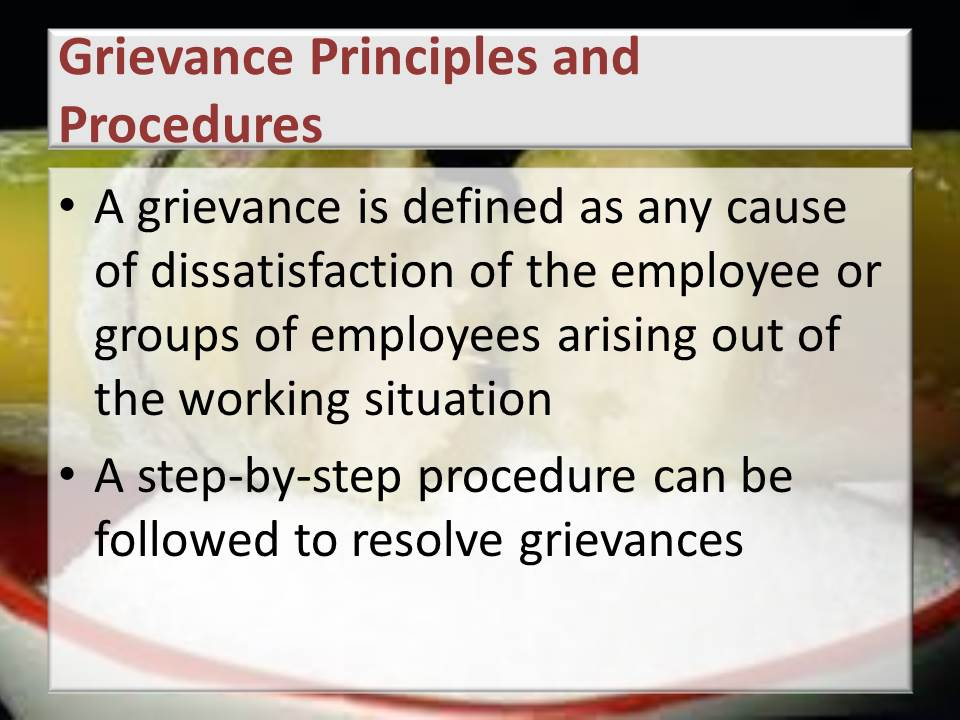 Grievance Principles and
Procedures
• A grievance is defined as any cause
of dissatisfaction of the employee or
groups of employees arising out of
the working situation
• A step-by-step procedure can be
followed to resolve grievances